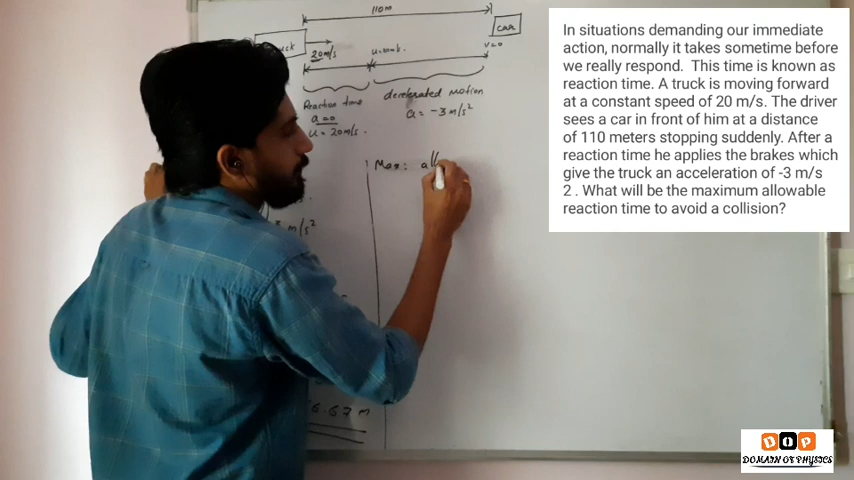 110m
car
20m/s
v=0
Reaction time
decelerated motion
a=0
a = -3m/s²
u = 20m/s.
Max: all
m/s²
6.67 m
In situations demanding our immediate
action, normally it takes sometime before
we really respond. This time is known as
reaction time. A truck is moving forward
at a constant speed of 20 m/s. The driver
sees a car in front of him at a distance
of 110 meters stopping suddenly. After a
reaction time he applies the brakes which
give the truck an acceleration of -3 m/s
2 . What will be the maximum allowable
reaction time to avoid a collision?
DOP
DOMAIN OF PHYSICS